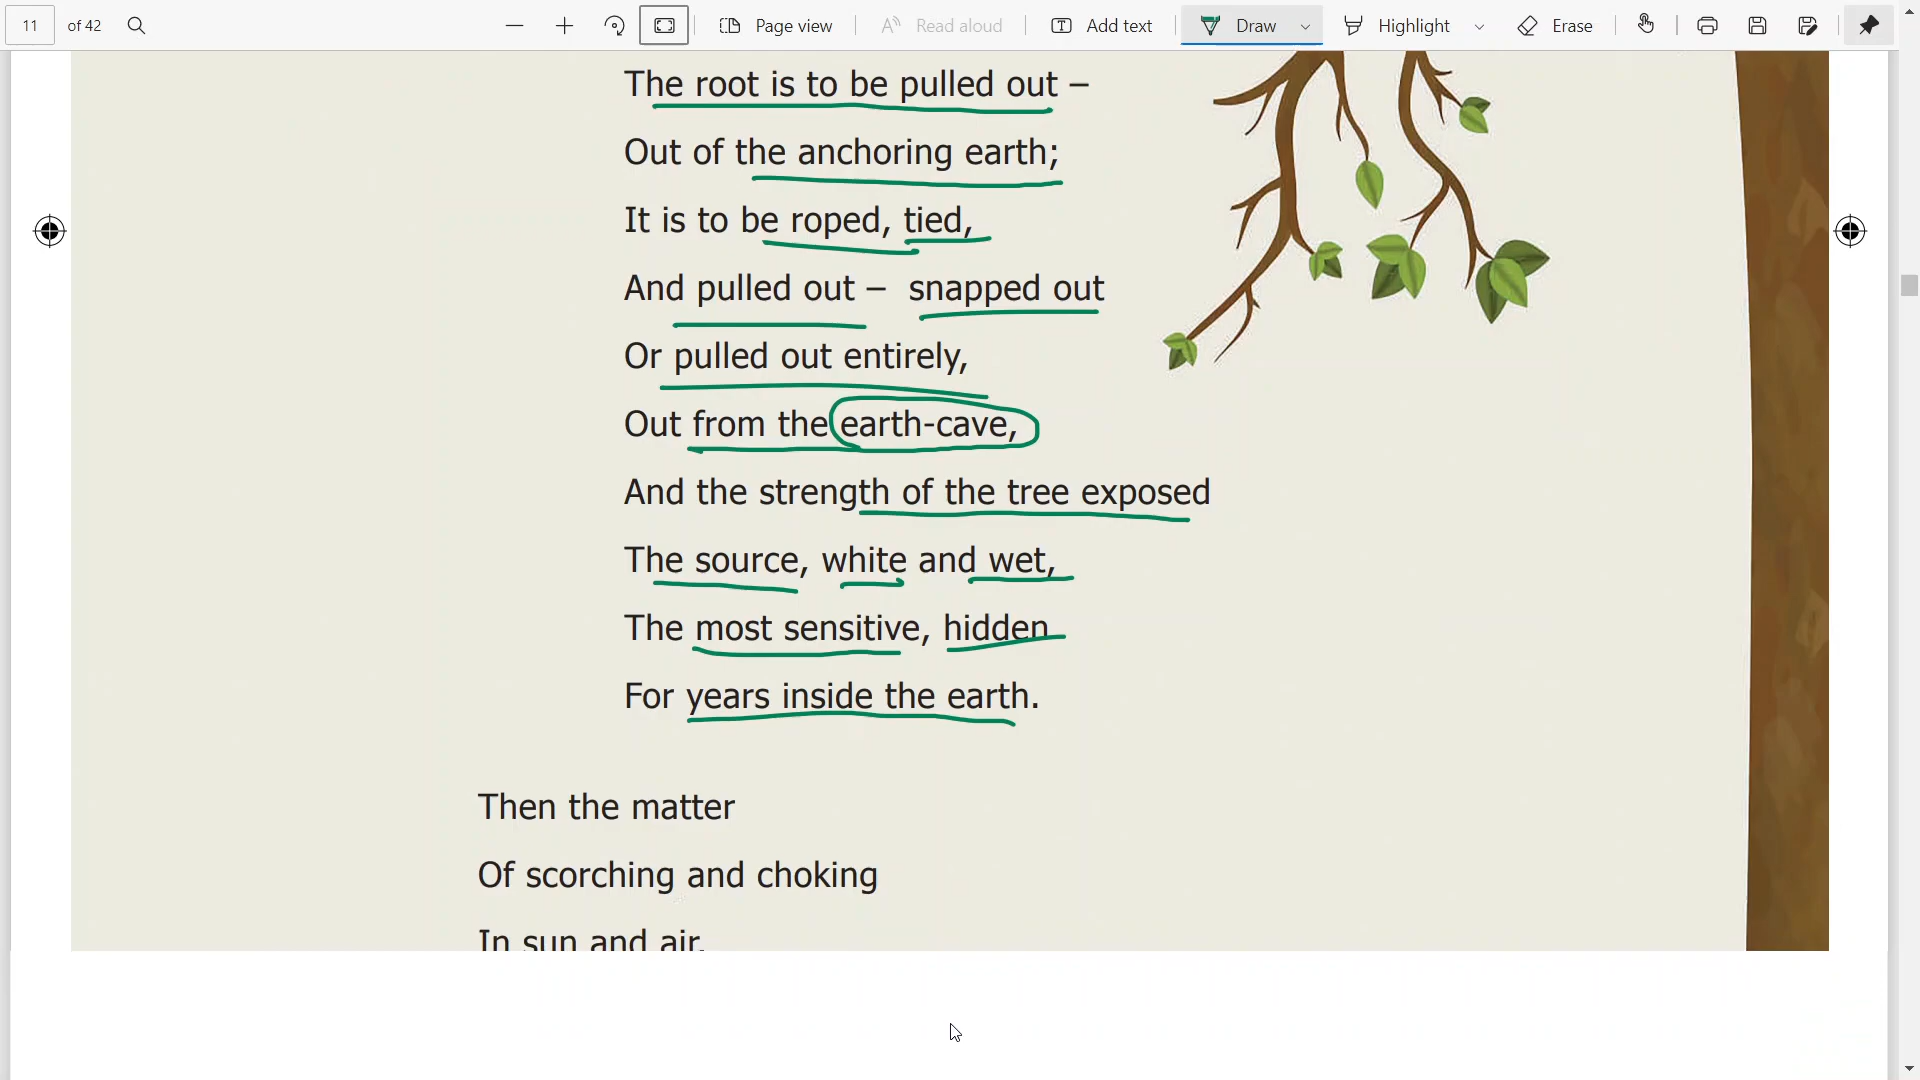 11 of 42 Page view Read aloud Add text Draw Highlight Erase
The root is to be pulled out –
Out of the anchoring earth;
It is to be roped, tied,
And pulled out – snapped out
Or pulled out entirely,
Out from the earth-cave,
And the strength of the tree exposed
The source, white and wet,
The most sensitive, hidden
For years inside the earth.
Then the matter
Of scorching and choking
In sun and air,